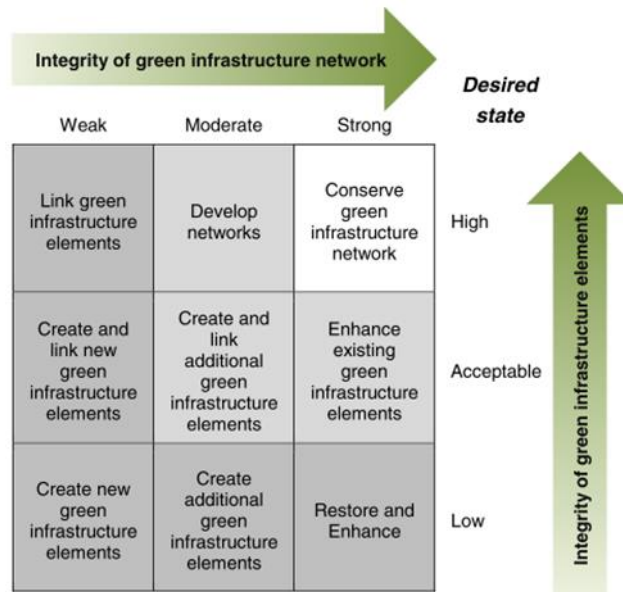 Integrity of green infrastructure network
Desired
state
Weak
Moderate
Strong
Link green
infrastructure
elements
Develop
networks
Conserve
green
infrastructure
network
High
Create and
link new
green
infrastructure
elements
Create and
link
additional
green
infrastructure
elements
Enhance
existing
green
infrastructure
elements
Acceptable
Create new
green
infrastructure
elements
Create
additional
green
infrastructure
elements
Restore and
Enhance
Low
Integrity of green infrastructure elements